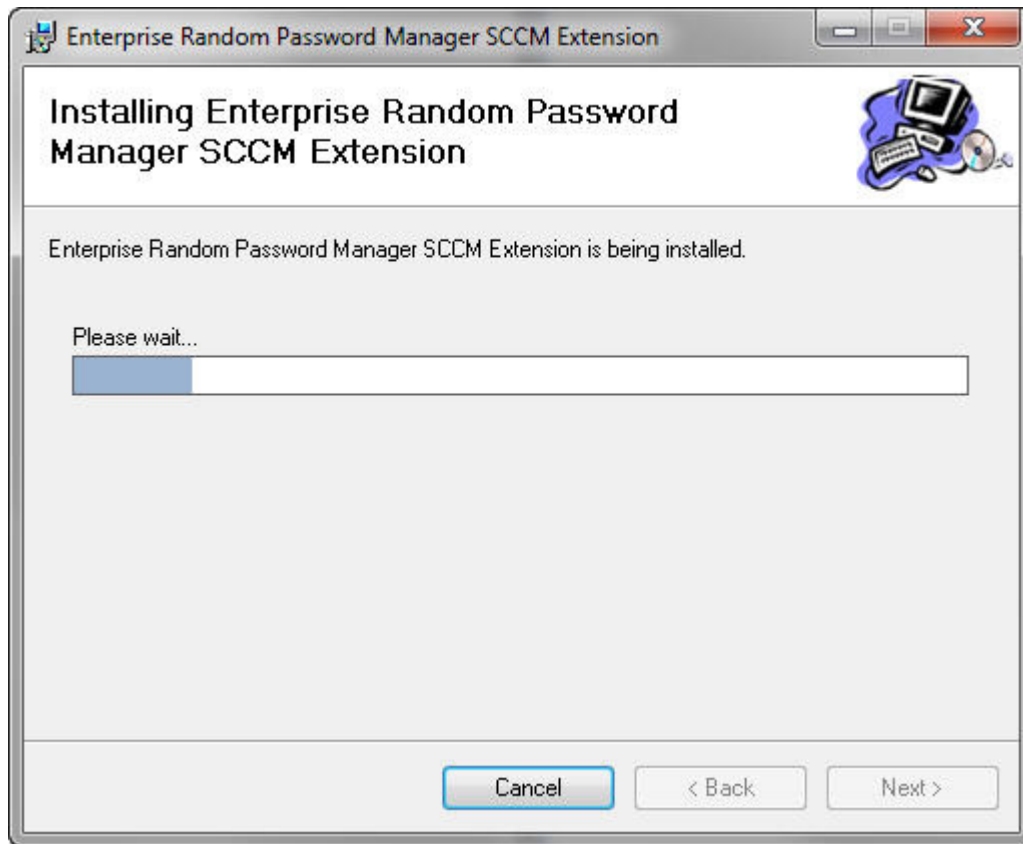 Enterprise Random Password Manager SCCM Extension
Installing Enterprise Random Password
Manager SCCM Extension
Enterprise Random Password Manager SCCM Extension is being installed.
Please wait...
Cancel
< Back
Next >